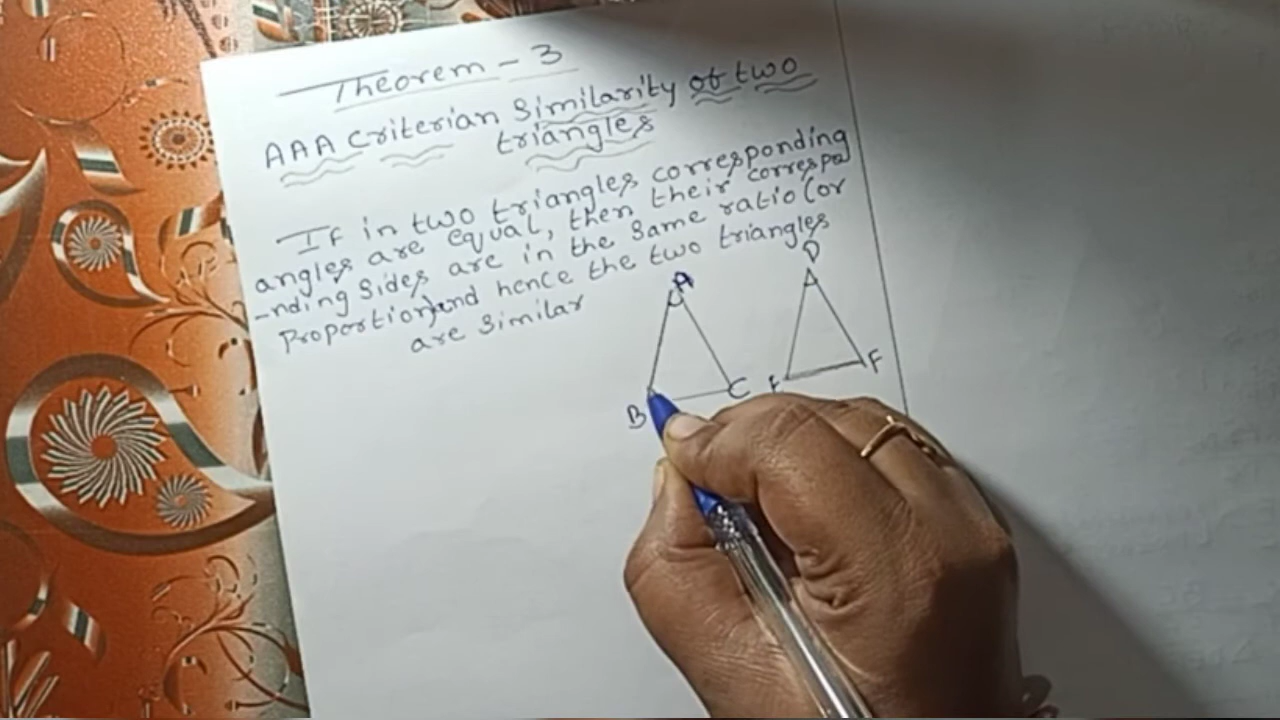 Theorem - 3
AAA Criterian Similarity of two
triangles
If in two triangles corresponding
angles are equal, then their correspo
-nding sides are in the same ratio (or
Proportion) and hence the two triangles
are similar
A
D
B
C
E
F